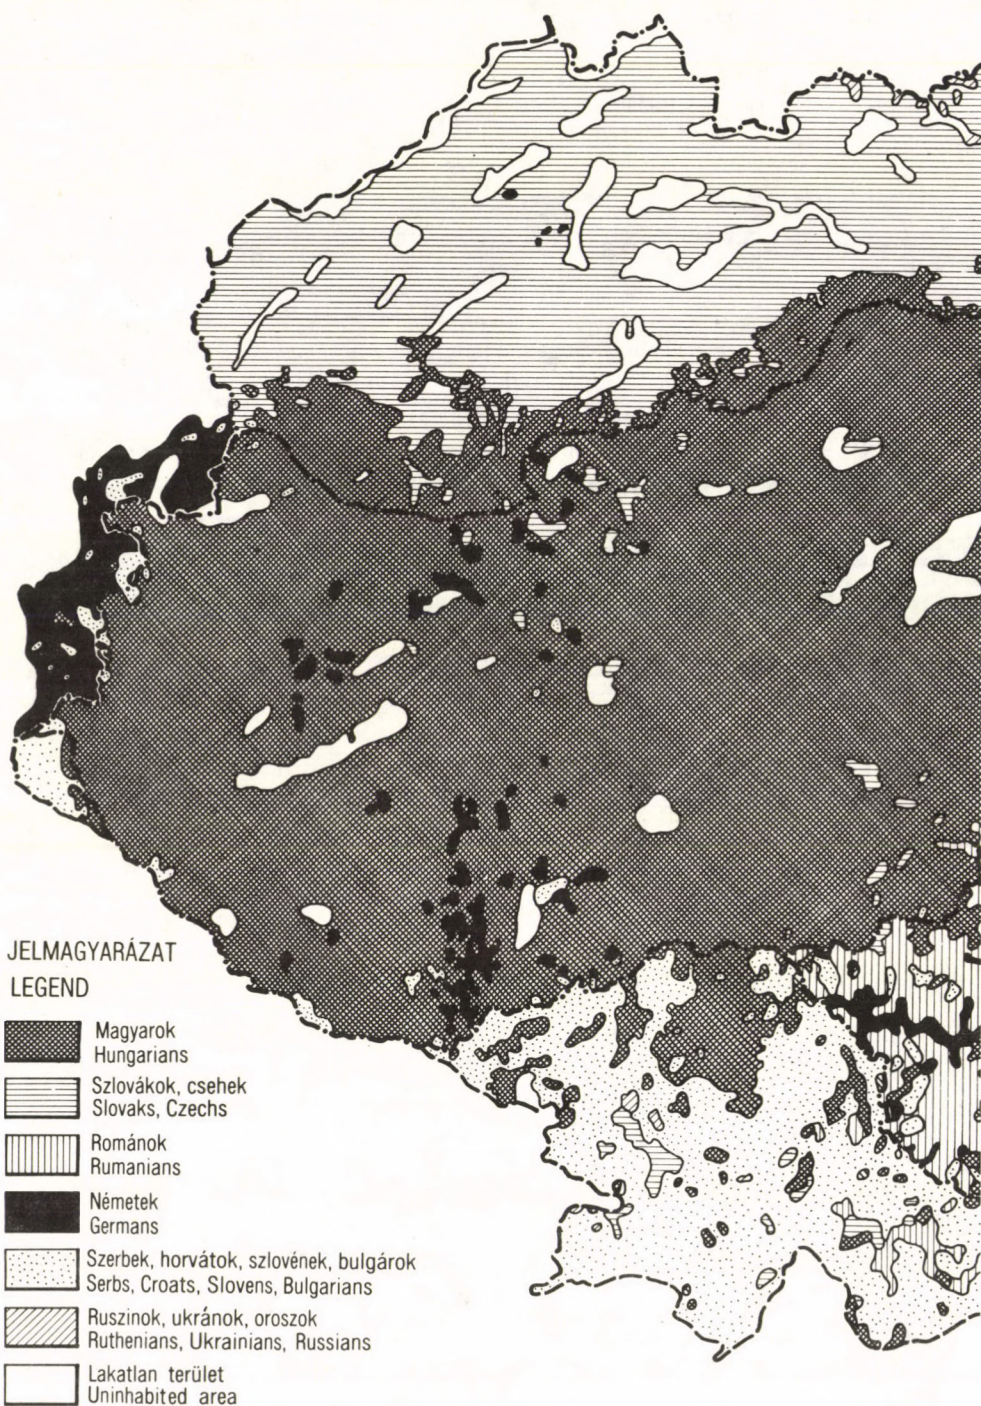 JELMAGYARÁZAT
LEGEND
Magyarok
Hungarians
Szlovákok, csehek
Slovaks, Czechs
Románok
Rumanians
Németek
Germans
Szerbek, horvátok, szlovének, bulgárok
Serbs, Croats, Slovens, Bulgarians
Ruszinok, ukránok, oroszok
Ruthenians, Ukrainians, Russians
Lakatlan terület
Uninhabited area